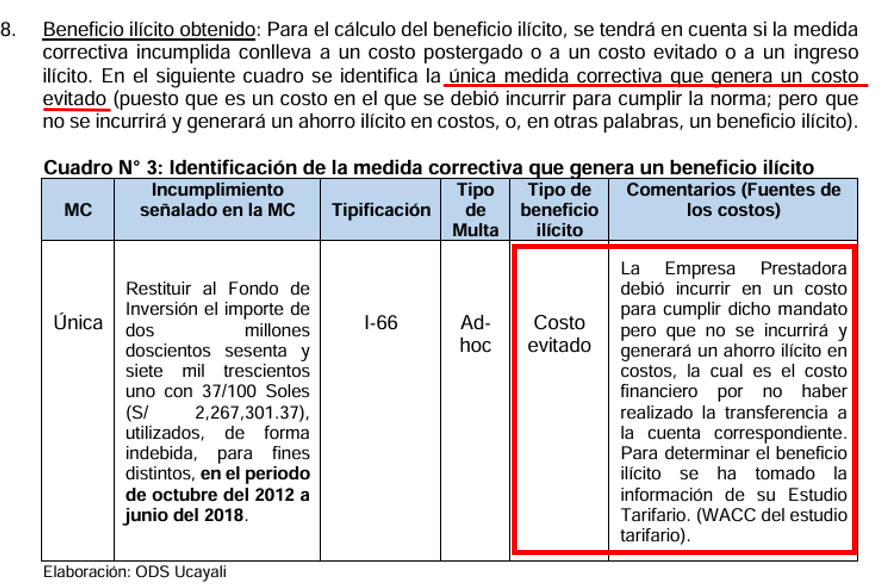 8. Beneficio ilícito obtenido: Para el cálculo del beneficio ilícito, se tendrá en cuenta si la medida
correctiva incumplida conlleva a un costo postergado o a un costo evitado o a un ingreso
ilícito. En el siguiente cuadro se identifica la única medida correctiva que genera un costo
evitado (puesto que es un costo en el que se debió incurrir para cumplir la norma; pero que
no se incurrirá y generará un ahorro ilícito en costos, o, en otras palabras, un beneficio ilícito).
Cuadro N° 3: Identificación de la medida correctiva que genera un beneficio ilícito
MC
Incumplimiento
señalado en la MC
Tipificación
Tipo
de
Multa
Tipo de
beneficio
ilícito
Comentarios (Fuentes de
los costos)
Única
Restituir al Fondo de
Inversión el importe de
dos millones
doscientos sesenta y
siete mil trescientos
uno con 37/100 Soles
(S/ 2,267,301.37),
utilizados, de forma
indebida, para fines
distintos, en el periodo
de octubre del 2012 a
junio del 2018.
I-66
Ad-
hoc
Costo
evitado
La Empresa Prestadora
debió incurrir en un costo
para cumplir dicho mandato
pero que no se incurrirá y
generará un ahorro ilícito en
costos, la cual es el costo
financiero por no haber
realizado la transferencia a
la cuenta correspondiente.
Para determinar el beneficio
ilícito se ha tomado la
información de su Estudio
Tarifario. (WACC del estudio
tarifario).
Elaboración: ODS Ucayali